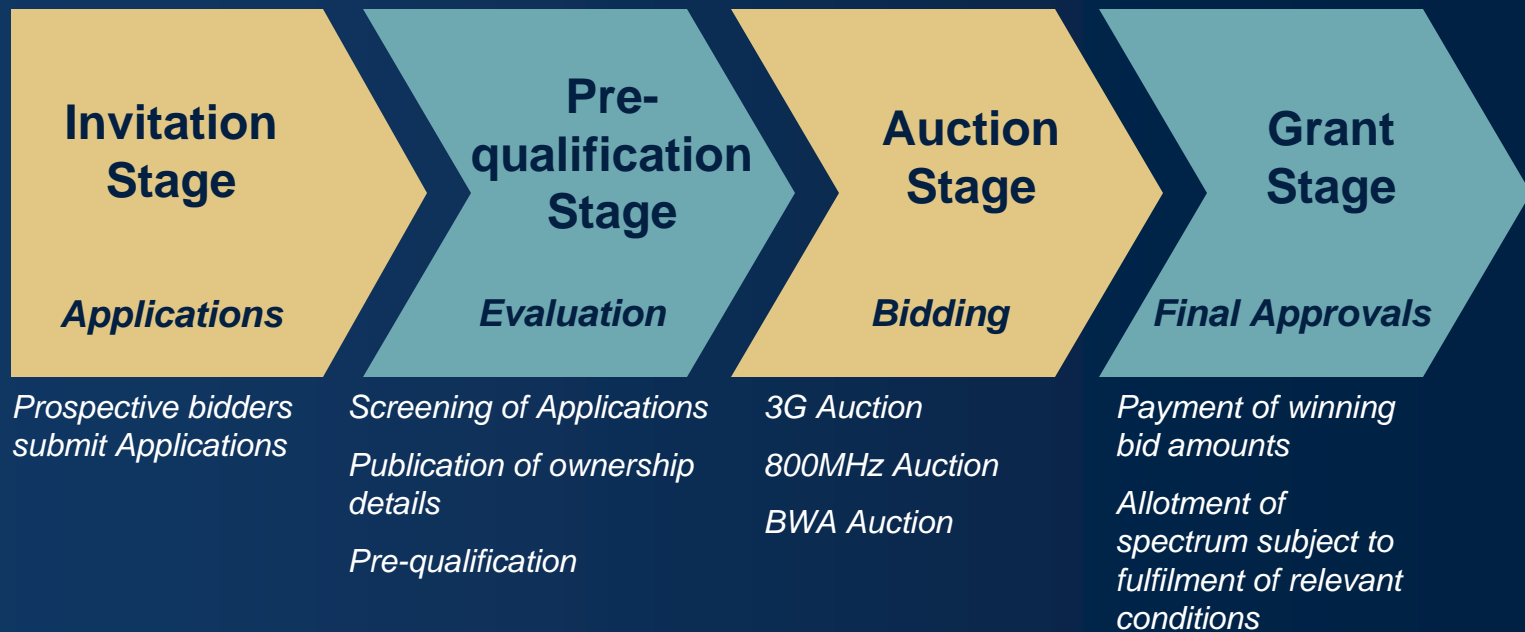 Invitation
Stage
Applications
Prospective bidders
submit Applications
Pre-
qualification
Stage
Evaluation
Screening of Applications
Publication of ownership
details
Pre-qualification
Auction
Stage
Bidding
3G Auction
800MHz Auction
BWA Auction
Grant
Stage
Final Approvals
Payment of winning
bid amounts
Allotment of
spectrum subject to
fulfilment of relevant
conditions